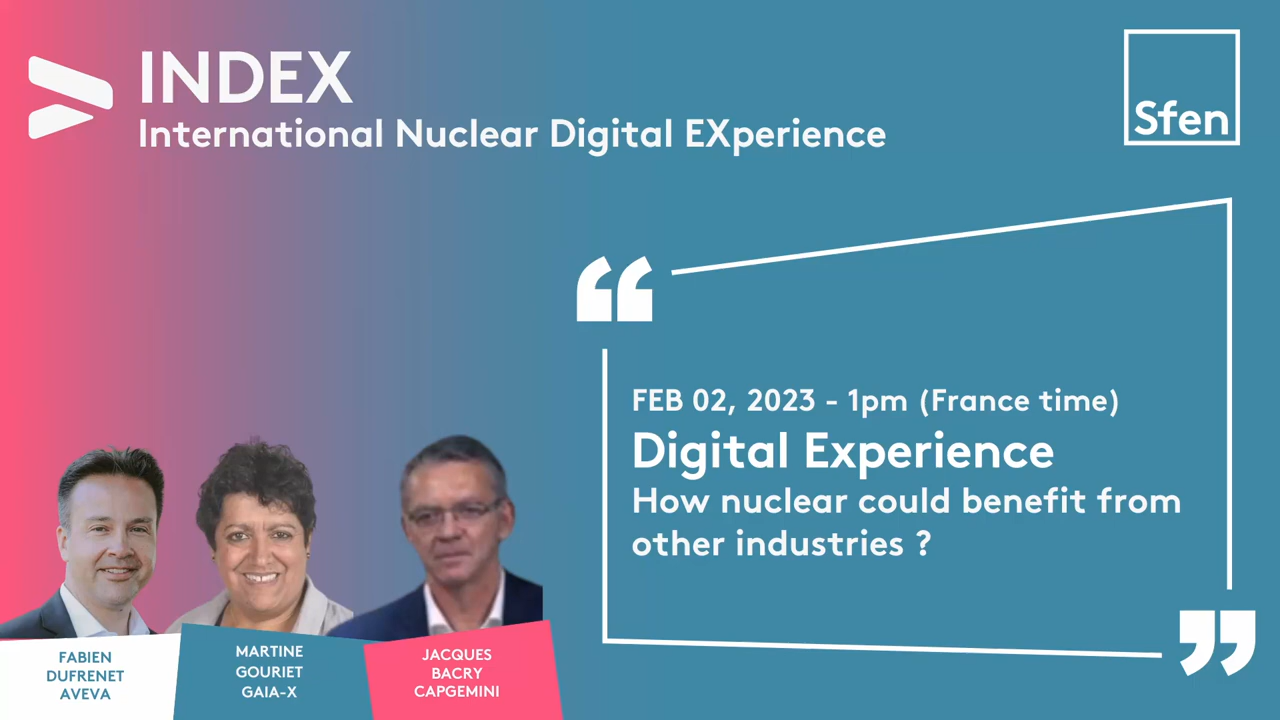 INDEX
International Nuclear Digital EXperience
Sfen
“
FEB 02, 2023 - 1pm (France time)
Digital Experience
How nuclear could benefit from
other industries ?
”
FABIEN
DUFRENET
AVEVA
MARTINE
GOURIET
GAIA-X
JACQUES
BACRY
CAPGEMINI